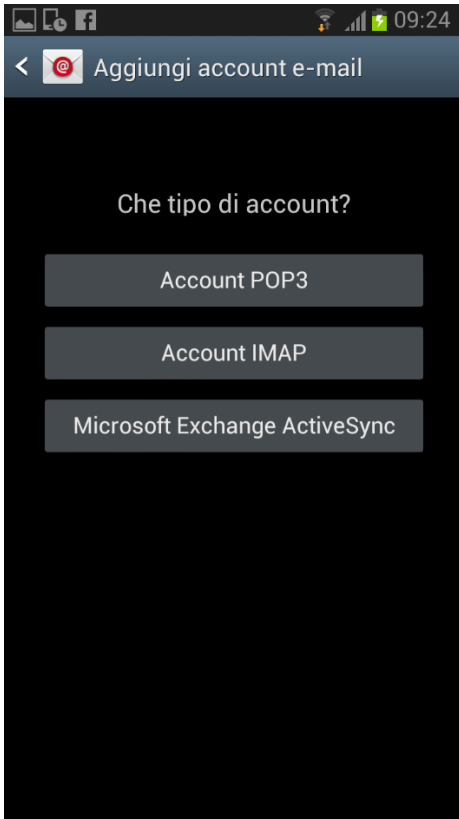 09:24
Aggiungi account e-mail
Che tipo di account?
Account POP3
Account IMAP
Microsoft Exchange ActiveSync